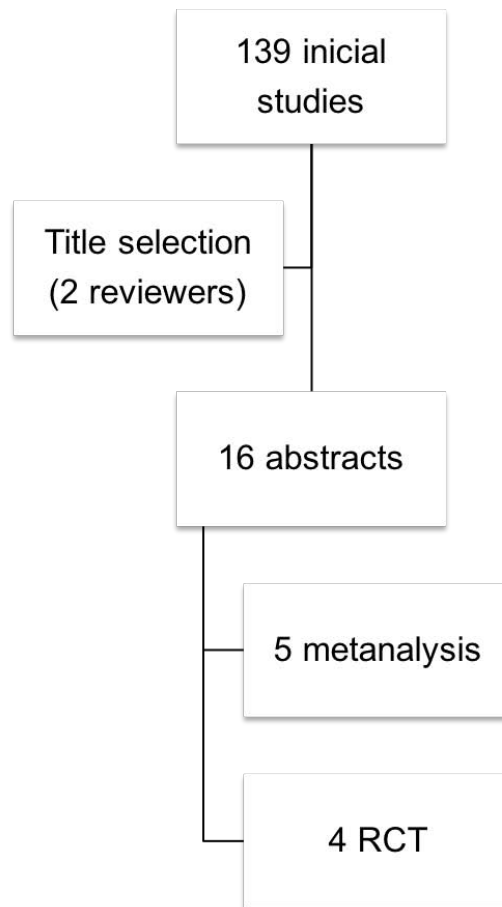 139 inicial
studies
Title selection
(2 reviewers)
16 abstracts
5 metanalysis
4 RCT